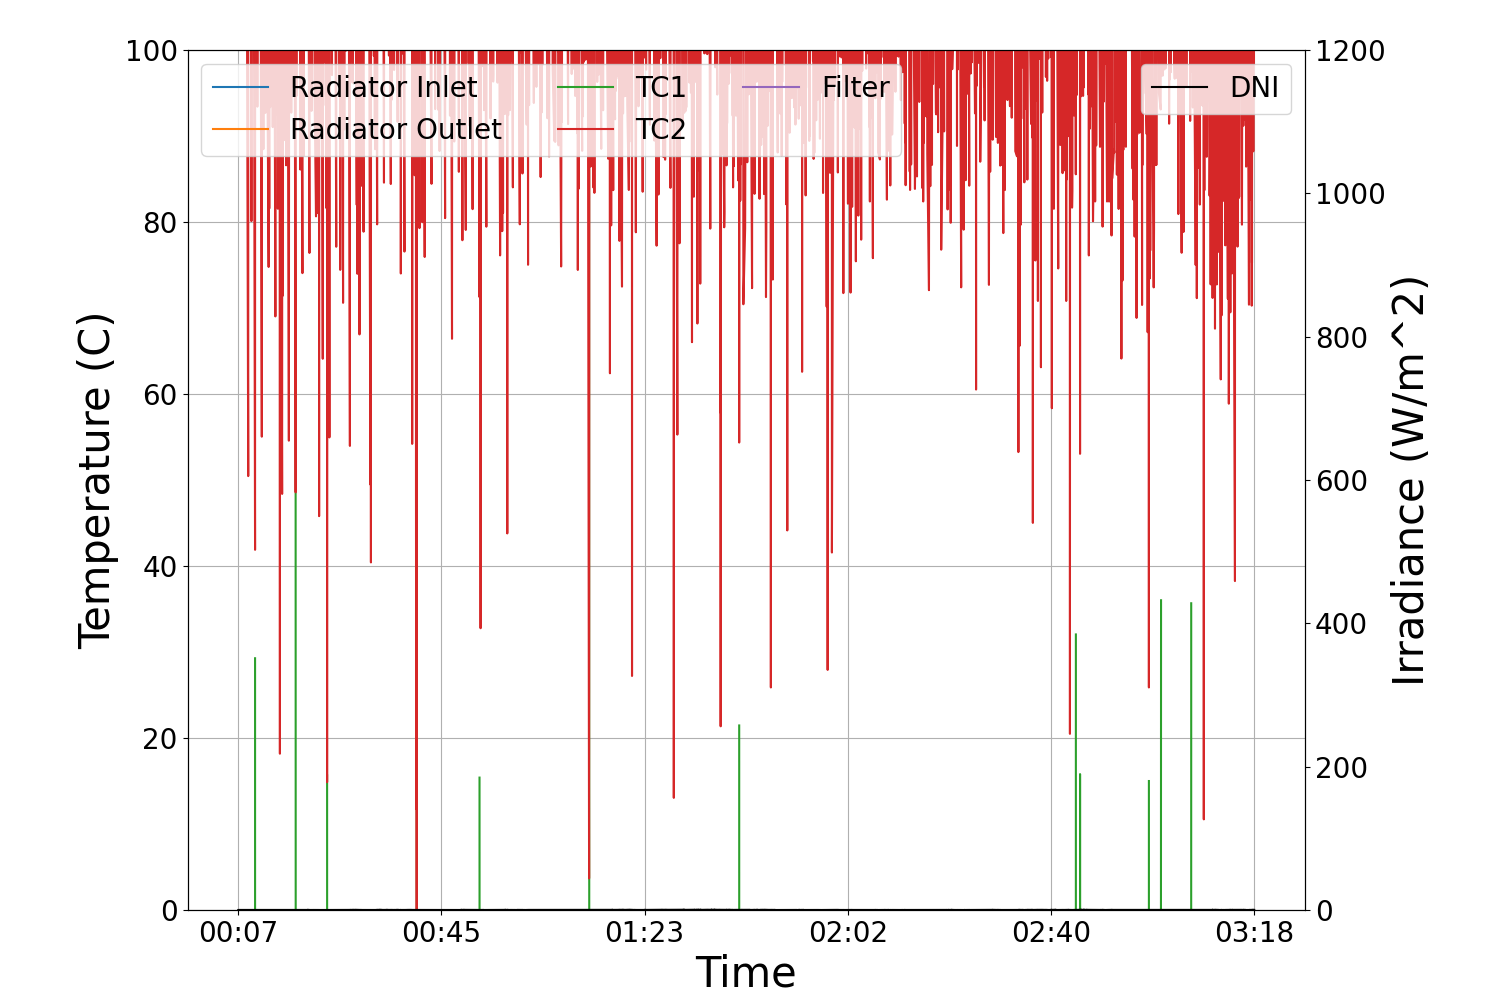 100
80
60
40
20
0
Temperature (C)
Radiator Inlet
Radiator Outlet
TC1
TC2
Filter
DNI
1200
1000
800
600
400
200
0
Irradiance (W/m^2)
00:07
00:45
01:23
02:02
02:40
03:18
Time